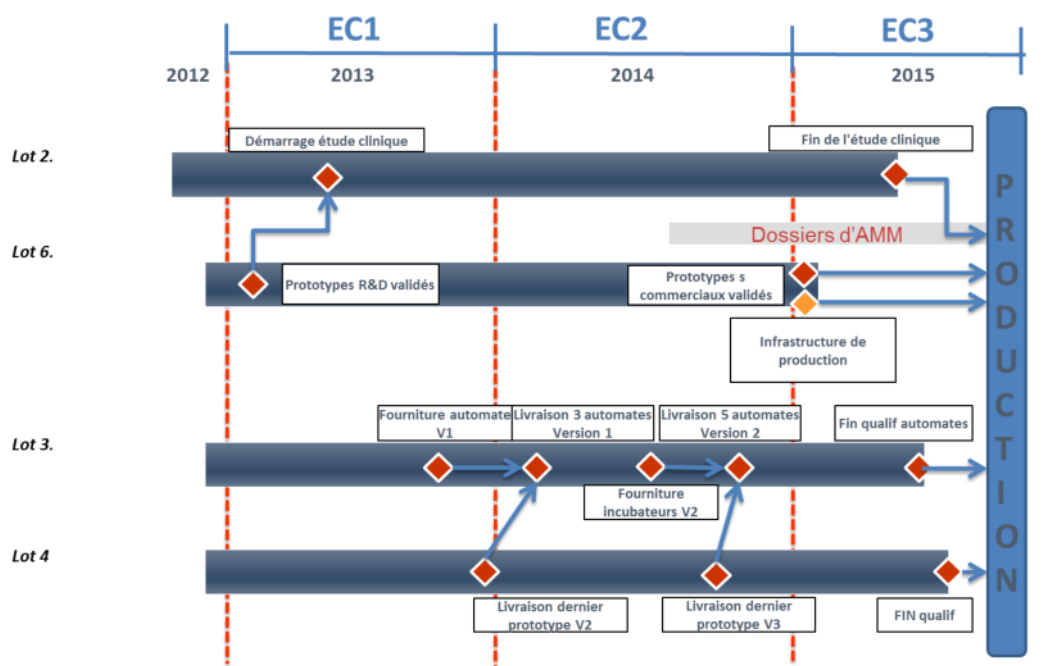 EC1
EC2
EC3
2012
2013
2014
2015
Démarrage étude clinique
Fin de l'étude clinique
Lot 2.
Dossiers d'AMM
Lot 6.
Prototypes R&D validés
Prototypes s
commerciaux validés
Infrastructure de
production
Fourniture automate
V1
Livraison 3 automates
Version 1
Livraison 5 automates
Version 2
Fin qualif automates
Lot 3.
Fourniture
incubateurs V2
Lot 4
Livraison dernier
prototype V2
Livraison dernier
prototype V3
FIN qualif
PRODUCTION